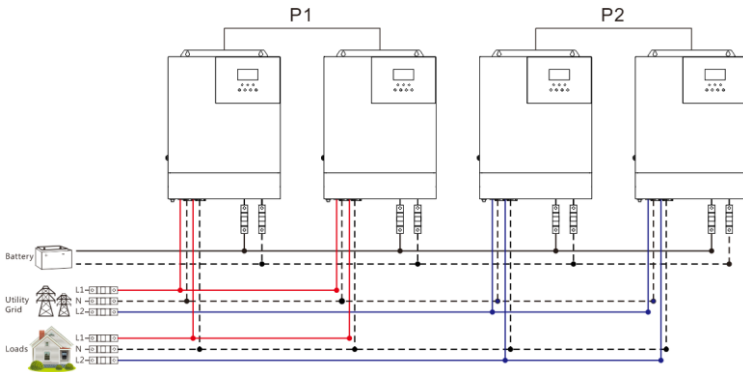 P1
P2
Battery
Utility
Grid
L1
N
L2
Loads
L1
N
L2